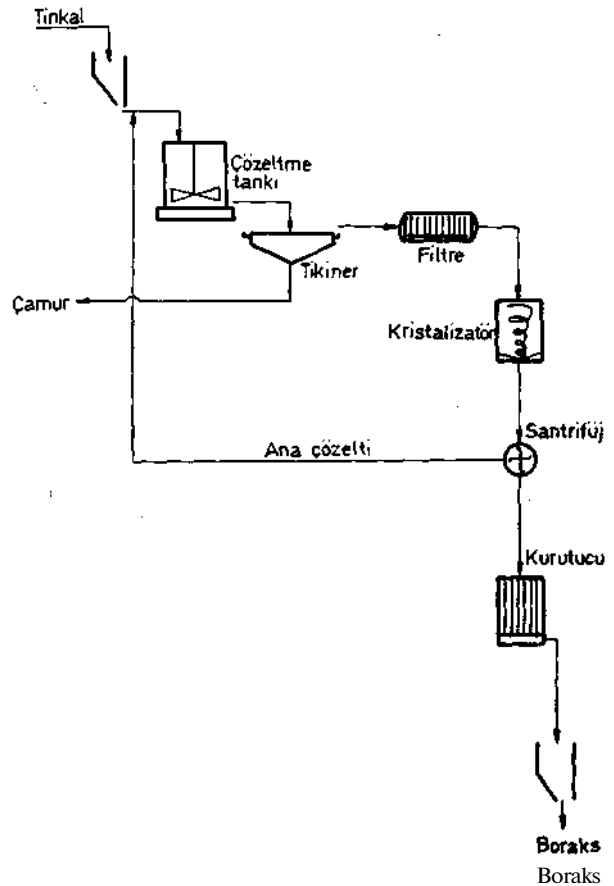 Tinkal
Çözeltme
tankı
Tikiner
Filtre
Çamur
Kristalizatör
Santrifüj
Ana çözelti
Kurutucu
Boraks
Boraks